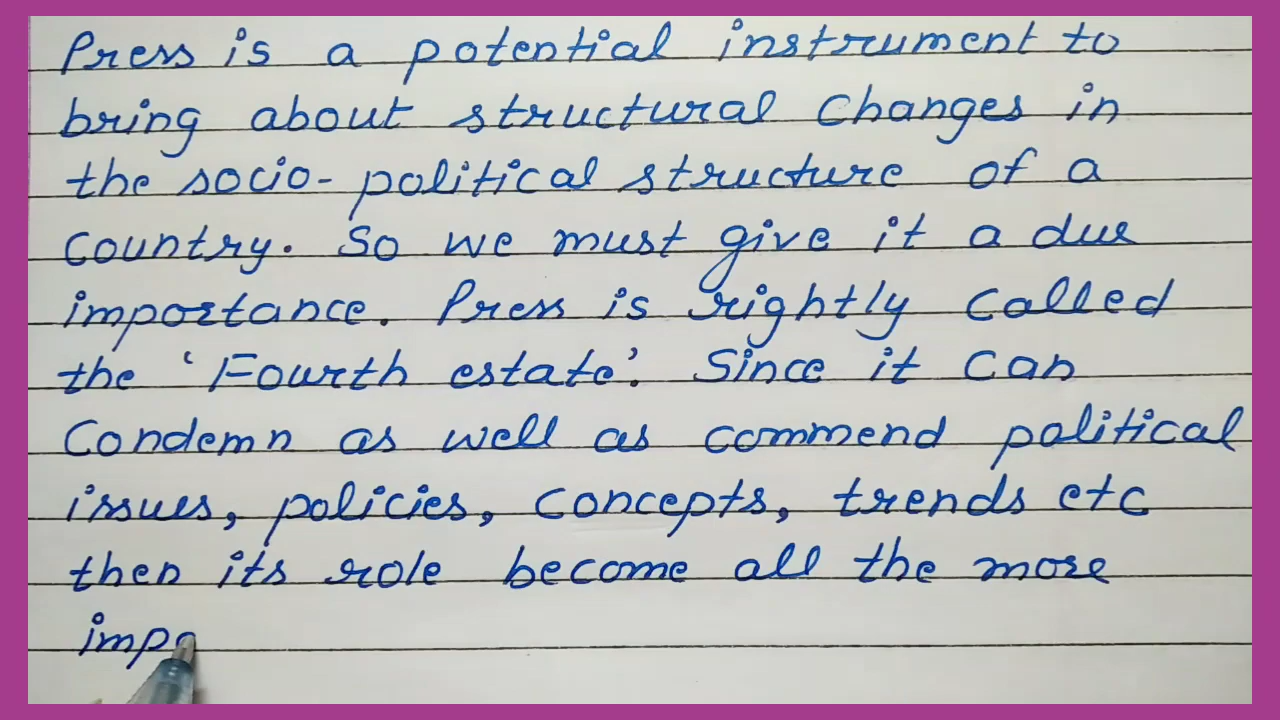 Press is a potential instrument to
bring about structural changes in
the socio-political structure of a
country. So we must give it a due
importance. Press is rightly called
the 'Fourth estate'. Since it can
Condemn as well as commend political
issues, policies, concepts, trends etc
then its role become all the more
impo